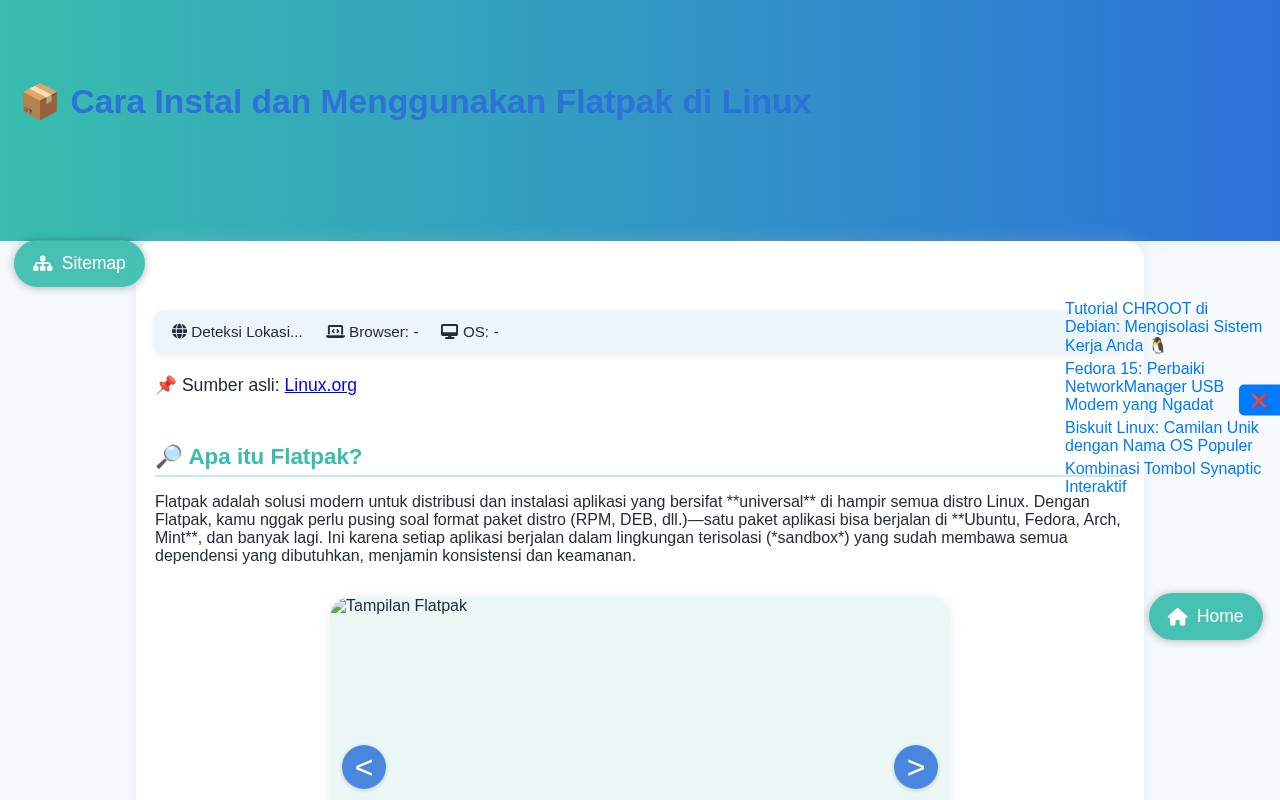 📦 Cara Instal dan Menggunakan Flatpak di Linux
Sitemap
Deteksi Lokasi... Browser: - OS: -
📌 Sumber asli: Linux.org
🔎 Apa itu Flatpak?
Flatpak adalah solusi modern untuk distribusi dan instalasi aplikasi yang bersifat **universal** di hampir semua distro Linux. Dengan
Flatpak, kamu nggak perlu pusing soal format paket distro (RPM, DEB, dll.)—satu paket aplikasi bisa berjalan di **Ubuntu, Fedora, Arch,
Mint**, dan banyak lagi. Ini karena setiap aplikasi berjalan dalam lingkungan terisolasi (*sandbox*) yang sudah membawa semua
dependensi yang dibutuhkan, menjamin konsistensi dan keamanan.
Tampilan Flatpak
<
>
Tutorial CHROOT di
Debian: Mengisolasi Sistem
Kerja Anda 🐧
Fedora 15: Perbaiki
NetworkManager USB
Modem yang Ngadat
❌
Biskuit Linux: Camilan Unik
dengan Nama OS Populer
Kombinasi Tombol Synaptic
Interaktif
Home